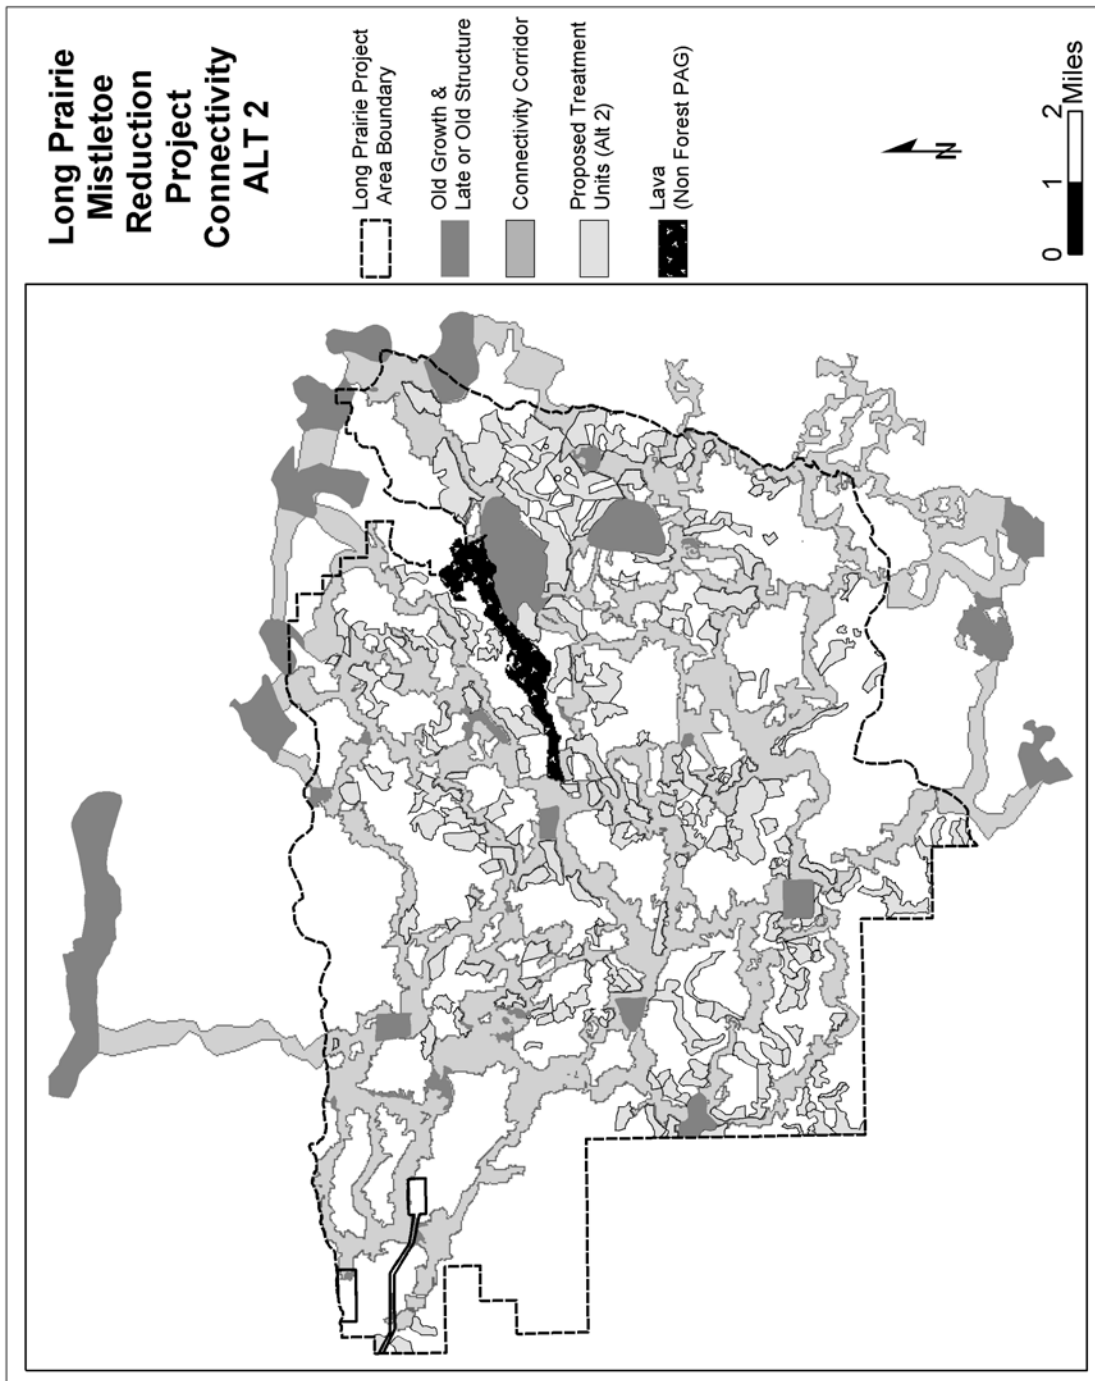 Long Prairie
Mistletoe
Reduction
Project
Connectivity
ALT 2
Long Prairie Project
Area Boundary
Old Growth &
Late or Old Structure
Connectivity Corridor
Proposed Treatment
Units (Alt 2)
Lava
(Non Forest PAG)
N
0 1 2
Miles